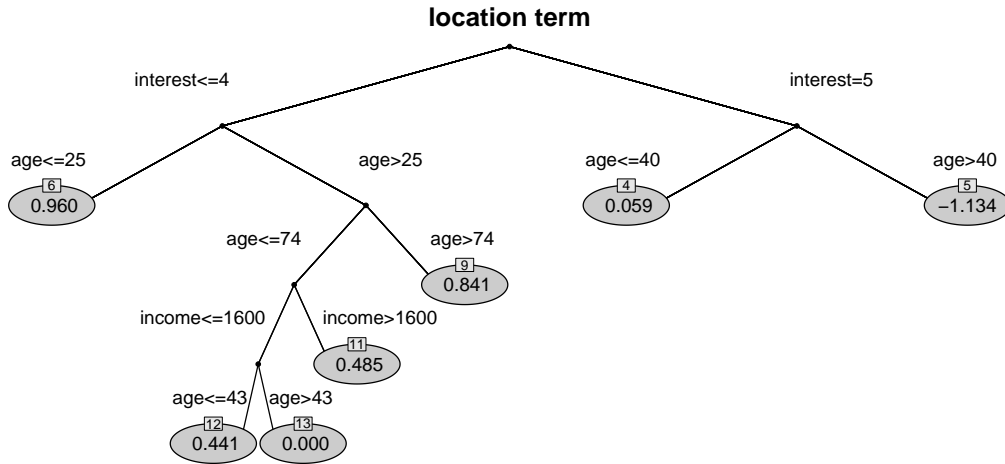 location term
interest<=4
interest=5
age<=25
age>25
age<=40
age>40
6
0.960
4
0.059
5
−1.134
age<=74
age>74
9
0.841
income<=1600
income>1600
11
0.485
age<=43
age>43
12
0.441
13
0.000